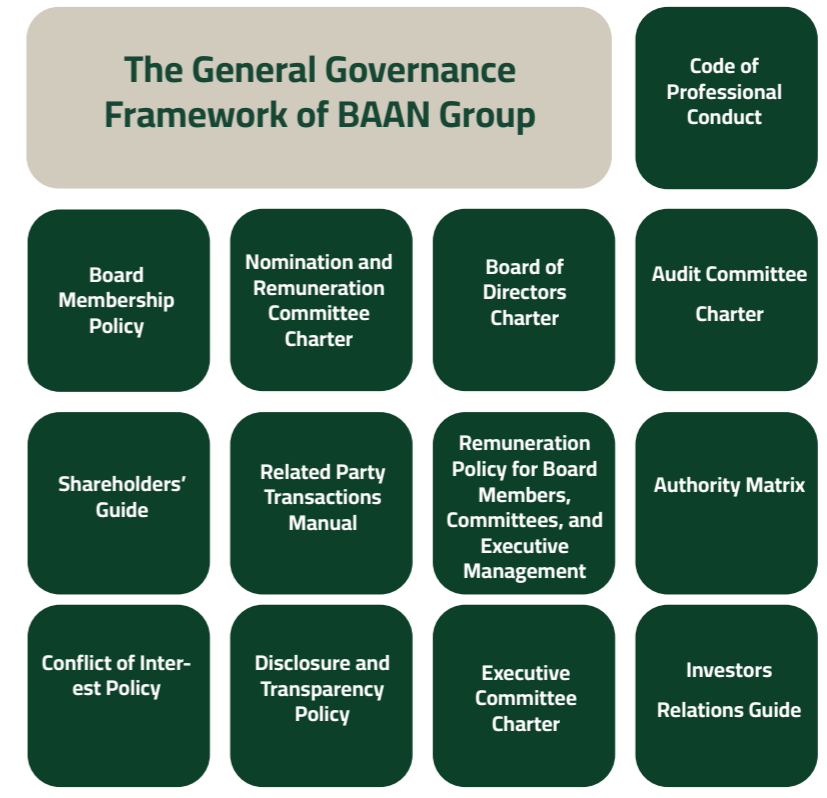 The General Governance
Framework of BAAN Group
Code of
Professional
Conduct
Board
Membership
Policy
Nomination and
Remuneration
Committee
Charter
Board of
Directors
Charter
Audit Committee
Charter
Shareholders’
Guide
Related Party
Transactions
Manual
Remuneration
Policy for Board
Members,
Committees, and
Executive
Management
Authority Matrix
Conflict of Inter-
est Policy
Disclosure and
Transparency
Policy
Executive
Committee
Charter
Investors
Relations Guide